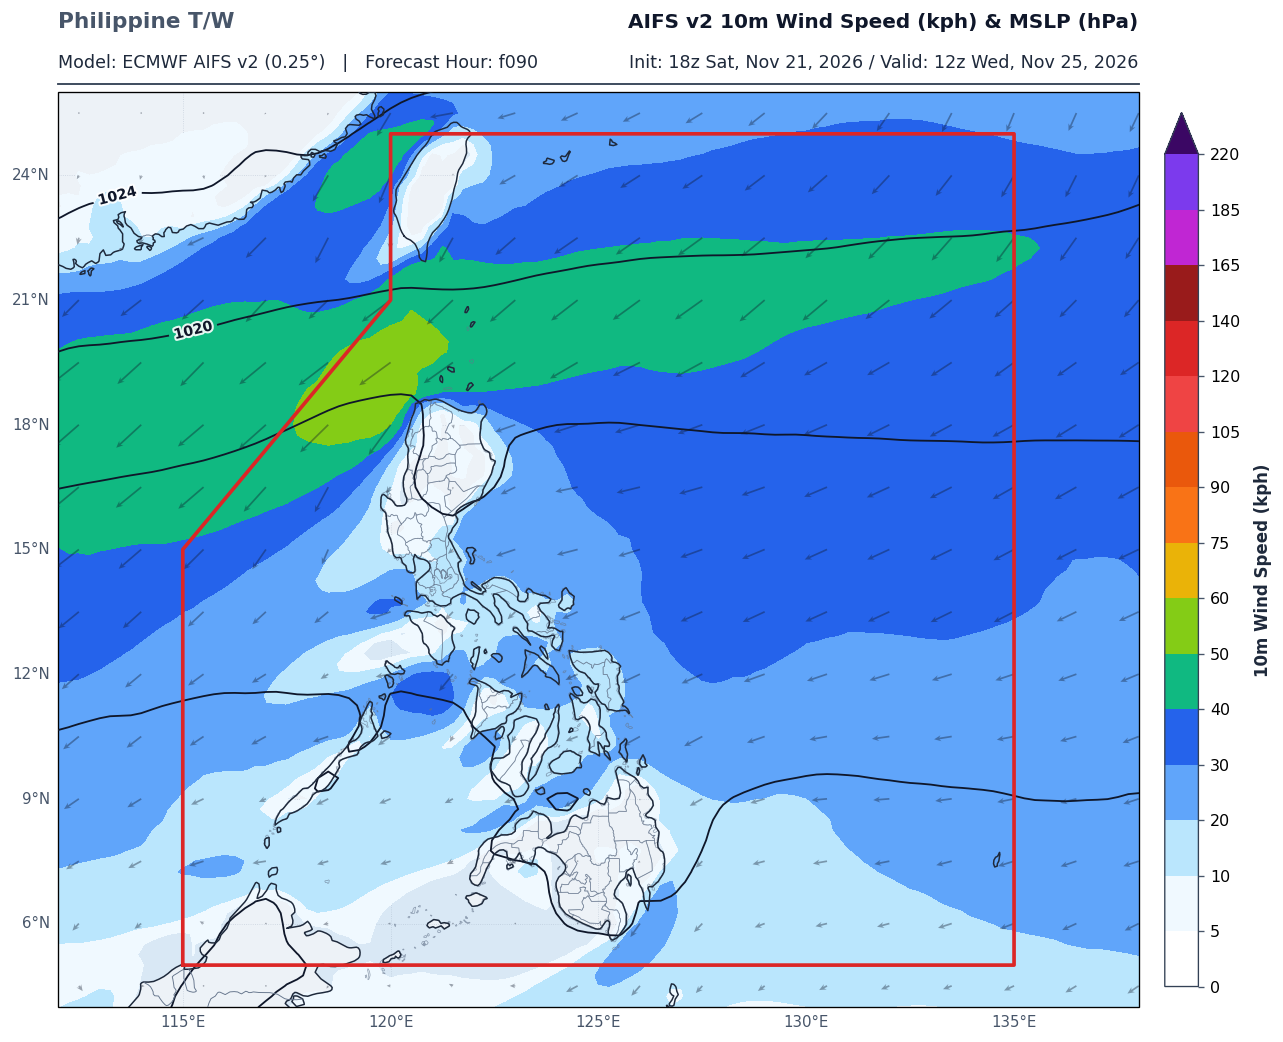 Philippine T/W
AIFS v2 10m Wind Speed (kph) & MSLP (hPa)
Model: ECMWF AIFS v2 (0.25°)   |   Forecast Hour: f090
Init: 18z Sat, Nov 21, 2026 / Valid: 12z Wed, Nov 25, 2026
1024
1020
24°N
21°N
18°N
15°N
12°N
9°N
6°N
115°E
120°E
125°E
130°E
135°E
220
185
165
140
120
105
90
75
60
50
40
30
20
10
5
0
10m Wind Speed (kph)